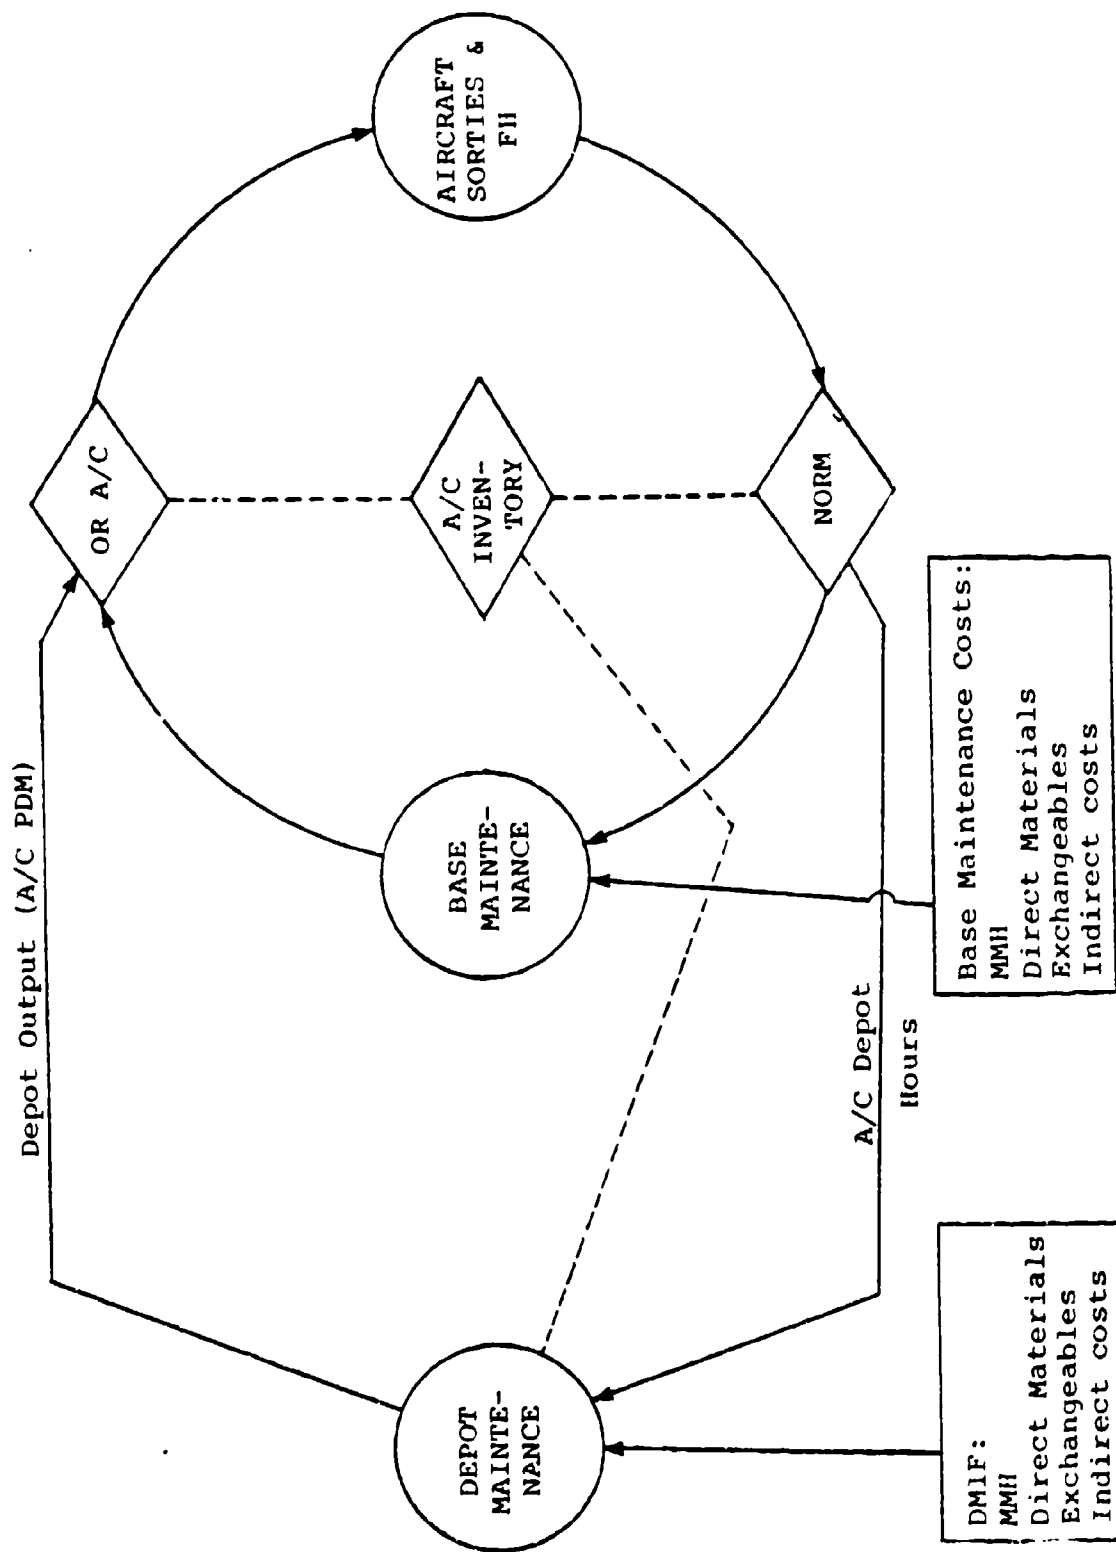 Depot Output (A/C PDM)
OR A/C
AIRCRAFT
SORTIES &
FH
A/C
INVEN-
TORY
NORM
BASE
MAINTE-
NANCE
DEPOT
MAINTE-
NANCE
A/C Depot
Hours
DMIF:
MMH
Direct Materials
Exchangeables
Indirect costs
Base Maintenance Costs:
MMH
Direct Materials
Exchangeables
Indirect costs